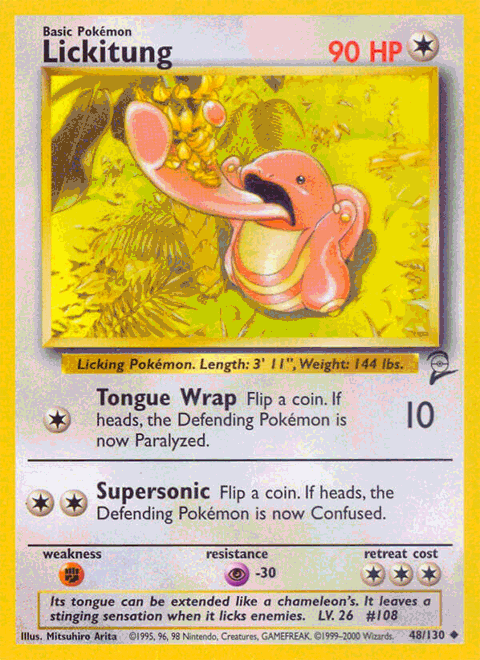 Basic Pokémon
Lickitung
90 HP
Licking Pokémon. Length: 3' 11", Weight: 144 lbs.
Tongue Wrap Flip a coin. If
heads, the Defending Pokémon is
now Paralyzed.
10
Supersonic Flip a coin. If heads, the
Defending Pokémon is now Confused.
weakness
resistance
retreat cost
-30
Its tongue can be extended like a chameleon's. It leaves a
stinging sensation when it licks enemies. LV. 26 #108
Illus. Mitsuhiro Arita ©1995, 96, 98 Nintendo, Creatures, GAMEFREAK. ©1999-2000 Wizards. 48/130